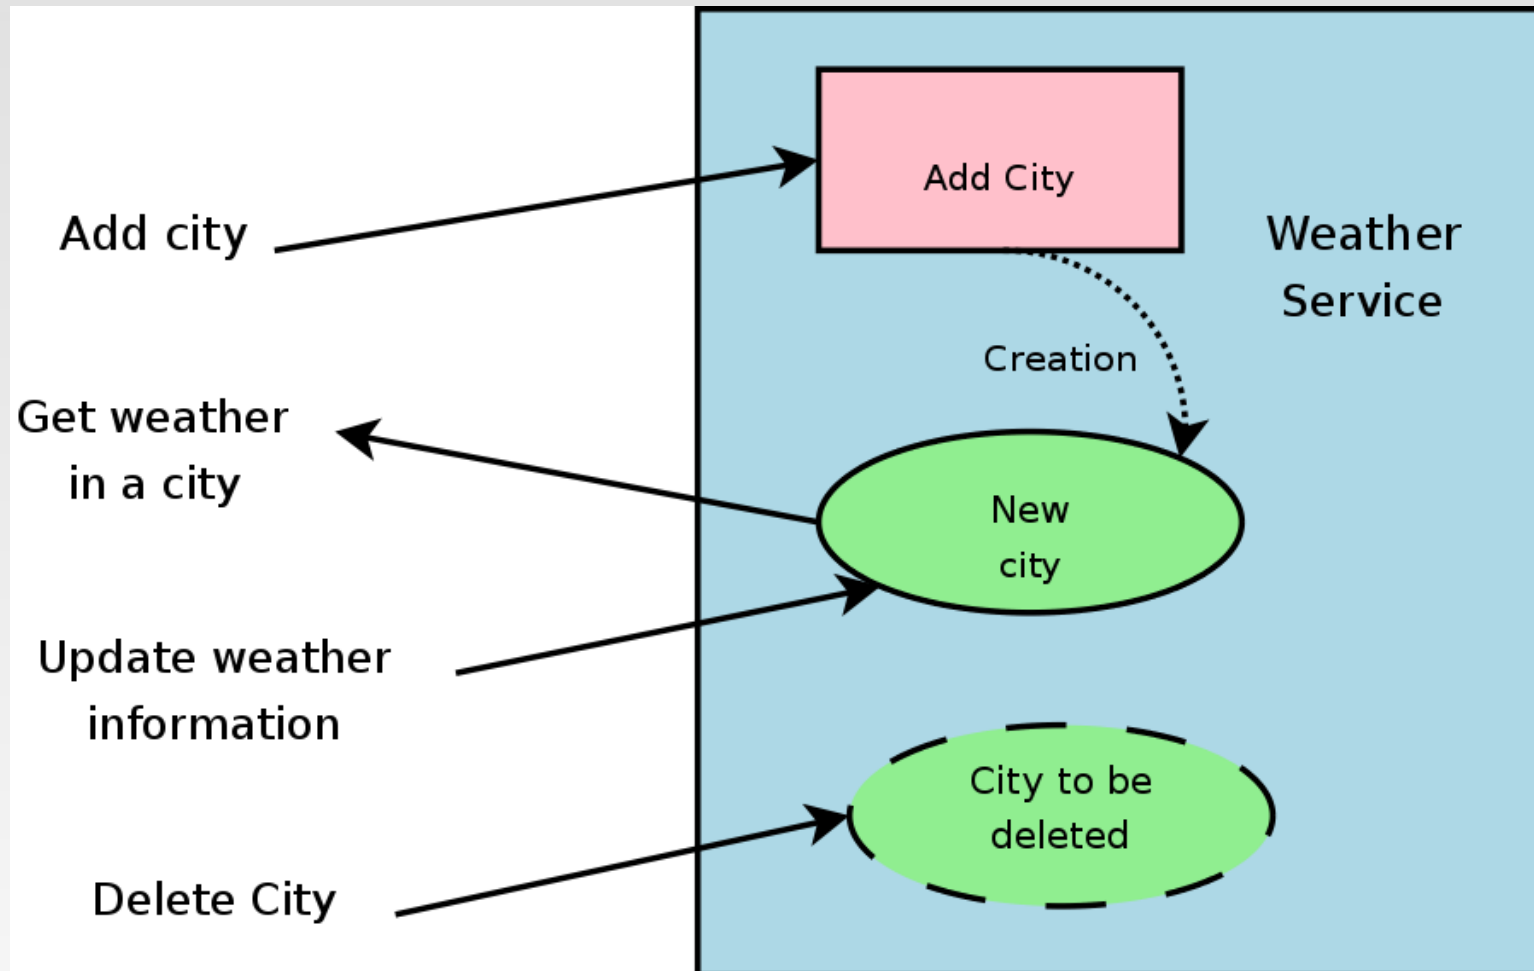 Add City
Add city
Weather
Service
Creation
Get weather
in a city
New
city
Update weather
information
City to be
deleted
Delete City